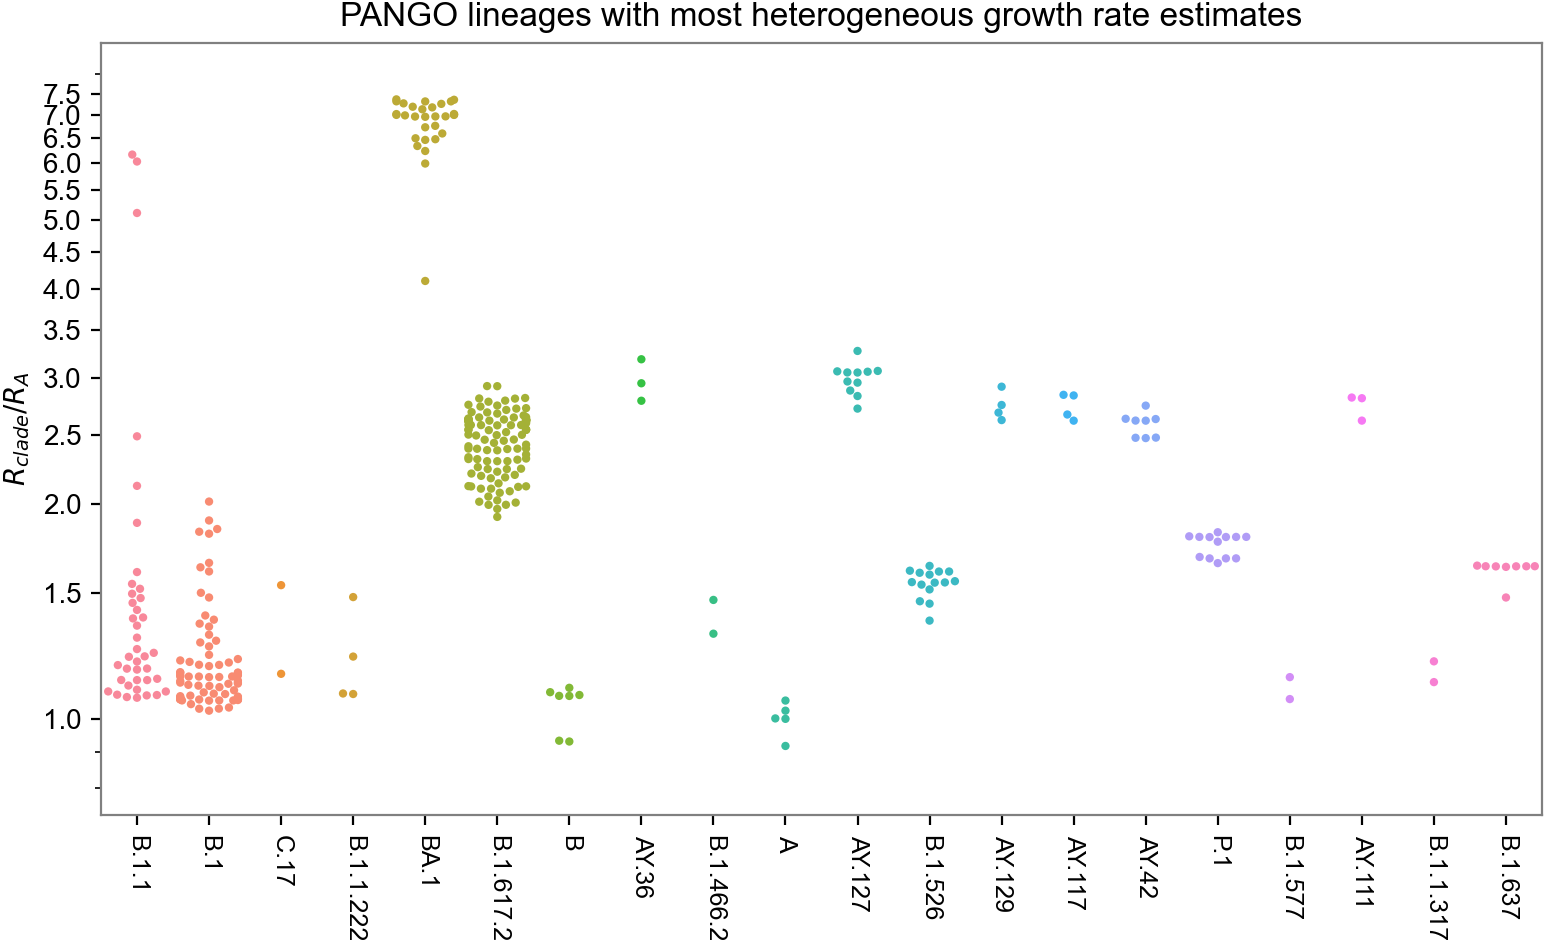 PANGO lineages with most heterogeneous growth rate estimates
7.5
7.0
6.5
6.0
5.5
5.0
4.5
4.0
3.5
3.0
2.5
2.0
1.5
1.0
R_clade/R_A
B.1.1
B.1
C.17
B.1.1.222
BA.1
B.1.617.2
B
AY.36
B.1.466.2
A
AY.127
B.1.526
AY.129
AY.117
AY.42
P.1
B.1.577
AY.111
B.1.1.317
B.1.637